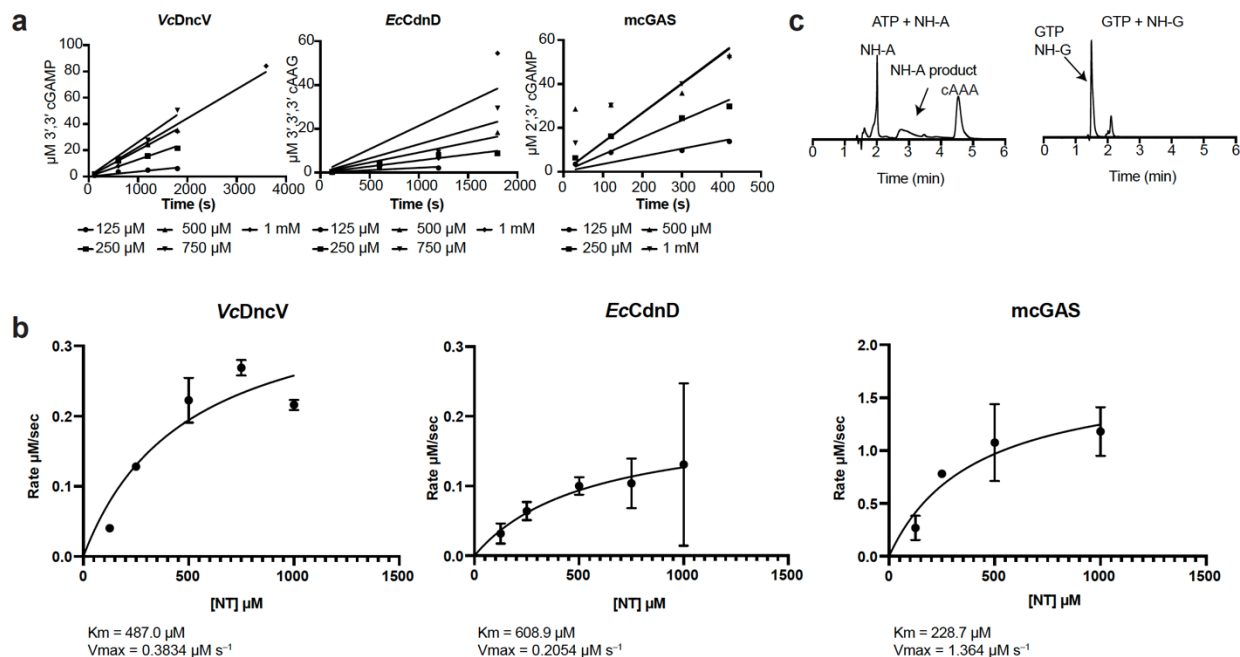 a
VcDncV
EcCdnD
mcGAS
µM 3',3' cGAMP
100
80
60
40
20
0
0 1000 2000 3000 4000
Time (s)
µM 3',3',3' cAAG
60
40
20
0
0 500 1000 1500 2000
Time (s)
µM 2',3' cGAMP
60
40
20
0
0 100 200 300 400 500
Time (s)
125 µM 500 µM 1 mM
250 µM 750 µM
125 µM 500 µM 1 mM
250 µM 750 µM
125 µM 500 µM
250 µM 1 mM
c
ATP + NH-A
NH-A
NH-A product
cAAA
1 2 3 4 5 6
Time (min)
GTP + NH-G
GTP
NH-G
0 1 2 3 4 5 6
Time (min)
b
VcDncV
Rate µM/sec
0.3
0.2
0.1
0.0
0 500 1000 1500
[NT] µM
Km = 487.0 µM
Vmax = 0.3834 µM s⁻¹
EcCdnD
Rate µM/sec
0.3
0.2
0.1
0.0
0 500 1000 1500
[NT] µM
Km = 608.9 µM
Vmax = 0.2054 µM s⁻¹
mcGAS
Rate µM/sec
2.0
1.5
1.0
0.5
0.0
0 500 1000 1500
[NT] µM
Km = 228.7 µM
Vmax = 1.364 µM s⁻¹